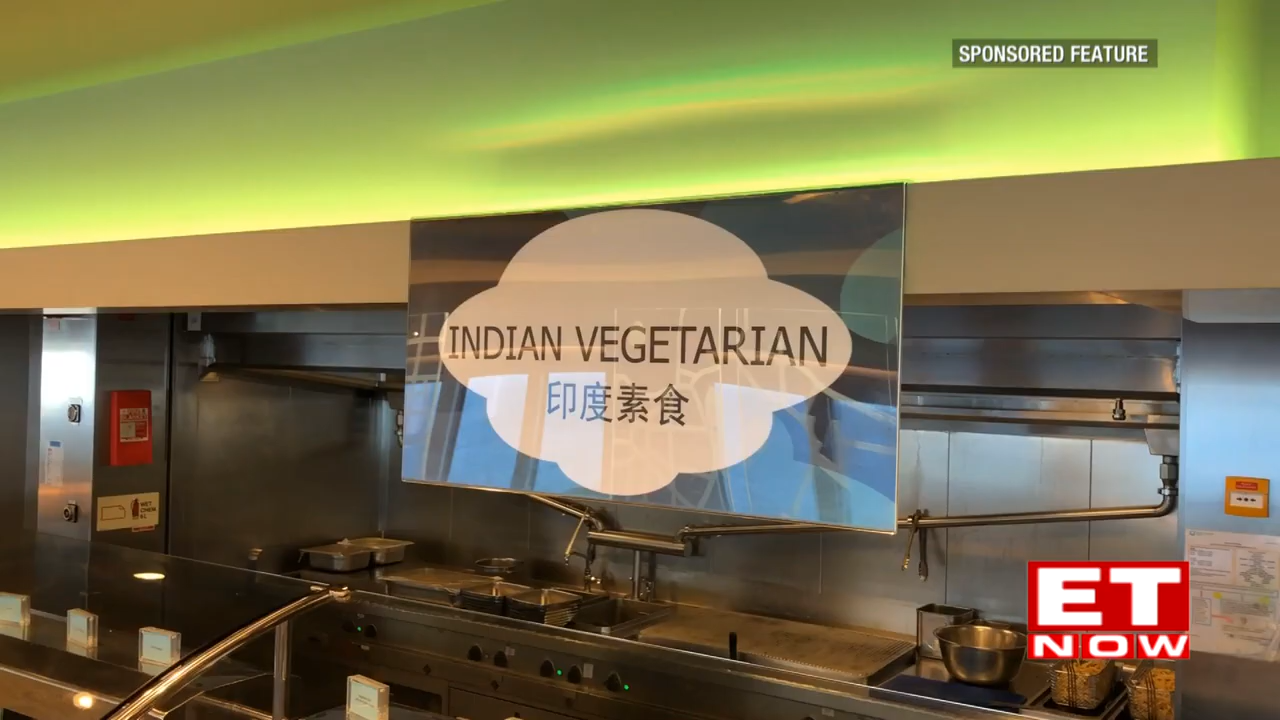 SPONSORED FEATURE
INDIAN VEGETARIAN
印度素食
ET
NOW